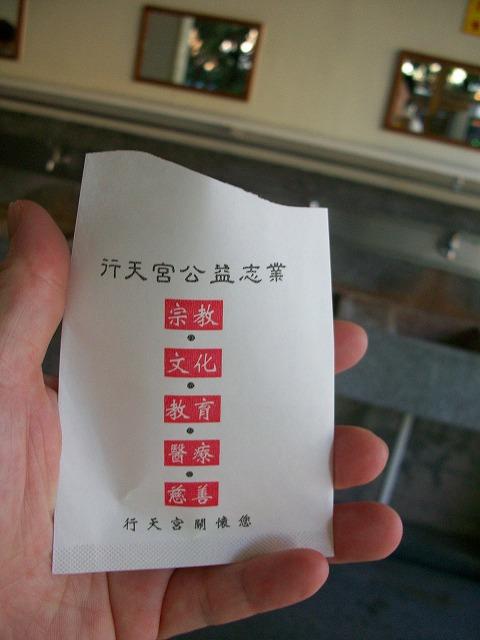 行天宮公益志業
宗教
文化
教育
醫療
慈善
行天宮關懷您